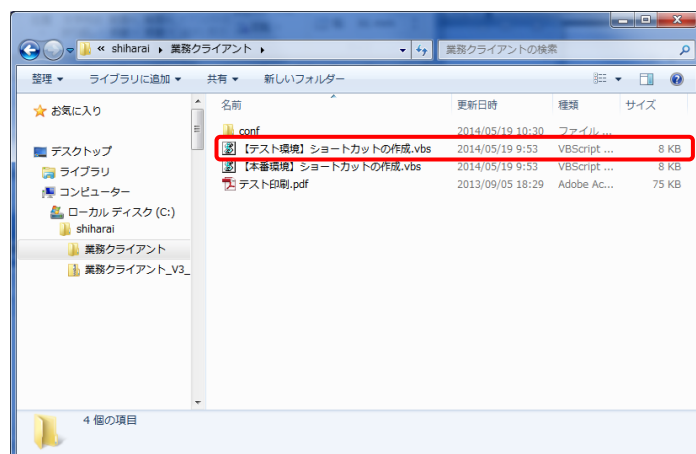 « shiharai ▸ 業務クライアント ▸
業務クライアントの検索
整理 ▼ ライブラリに追加 ▼ 共有 ▼ 新しいフォルダー
お気に入り
デスクトップ
ライブラリ
コンピューター
ローカル ディスク (C:)
shiharai
業務クライアント
業務クライアント_V3_
名前 更新日時 種類 サイズ
conf 2014/05/19 10:30 ファイル ...
【テスト環境】ショートカットの作成.vbs 2014/05/19 9:53 VBScript ... 8 KB
【本番環境】ショートカットの作成.vbs 2014/05/19 9:53 VBScript ... 8 KB
テスト印刷.pdf 2013/09/05 18:29 Adobe Ac... 75 KB
4 個の項目